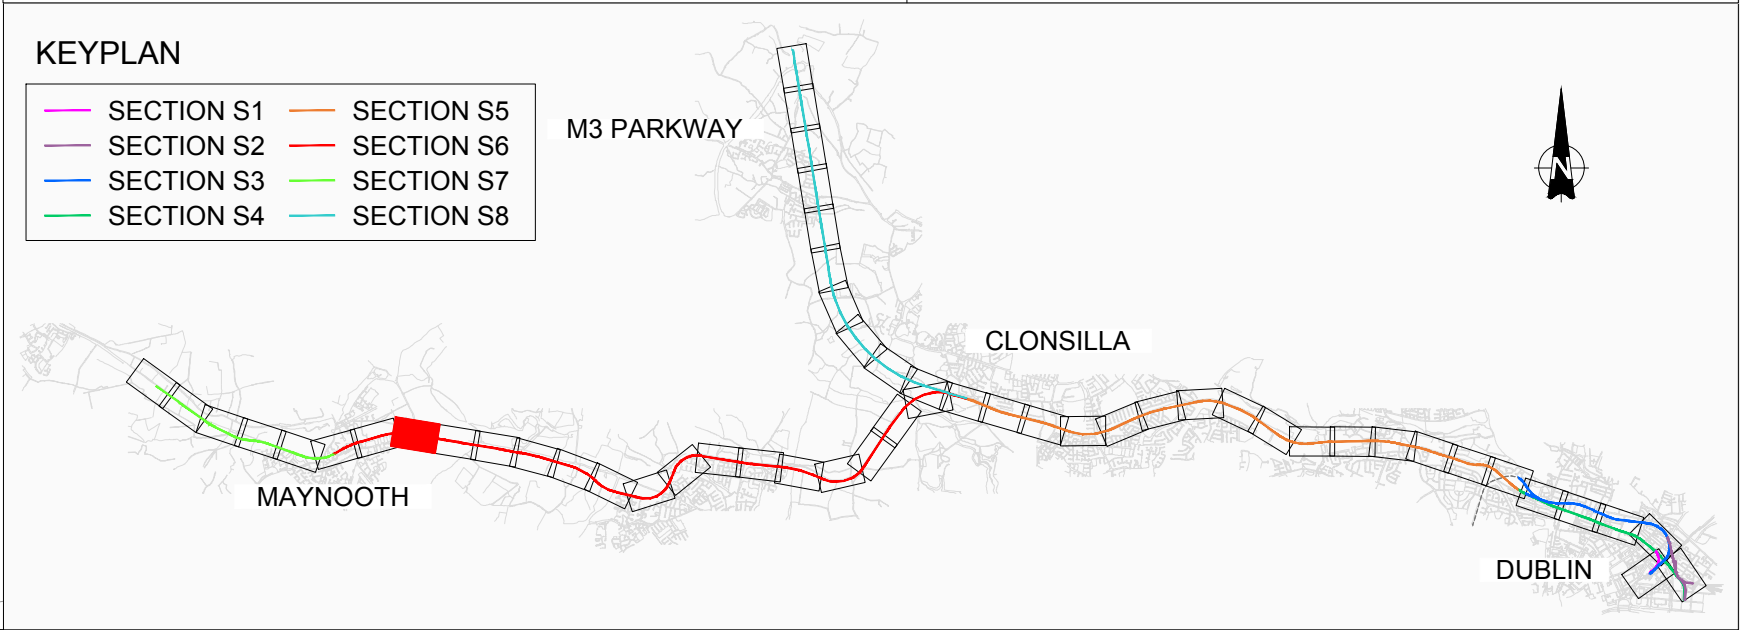 KEYPLAN
SECTION S1
SECTION S5
SECTION S2
SECTION S6
SECTION S3
SECTION S7
SECTION S4
SECTION S8
M3 PARKWAY
N
CLONSILLA
MAYNOOTH
DUBLIN